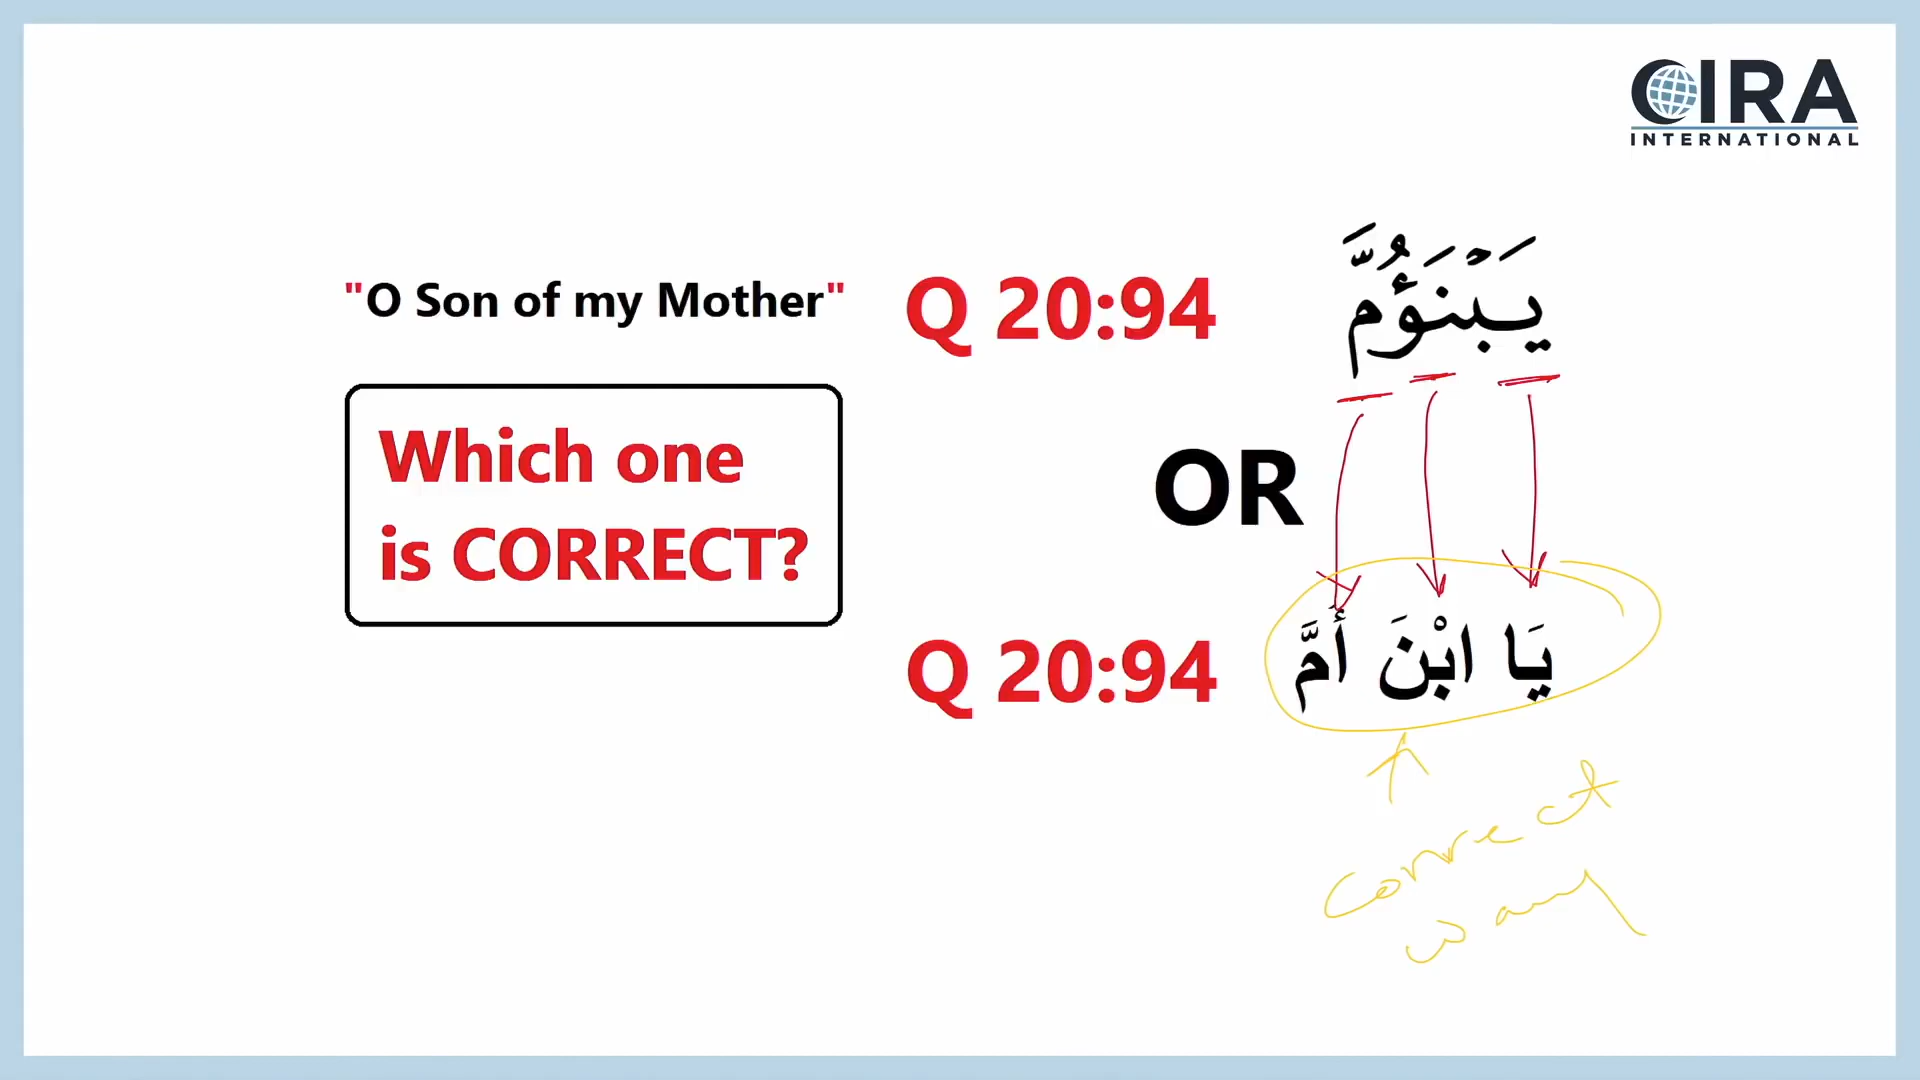 CIRA
INTERNATIONAL
"O Son of my Mother"
Q 20:94
يَبْنَؤُمَّ
Which one
is CORRECT?
OR
Q 20:94
يَا ابْنَ أَمَّ
correct
way